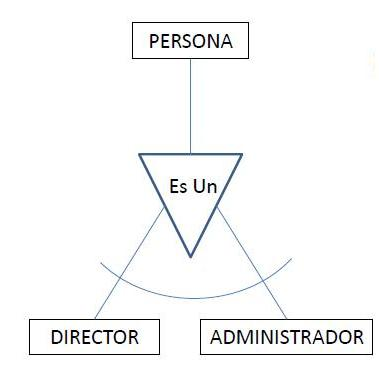 PERSONA
Es Un
DIRECTOR
ADMINISTRADOR